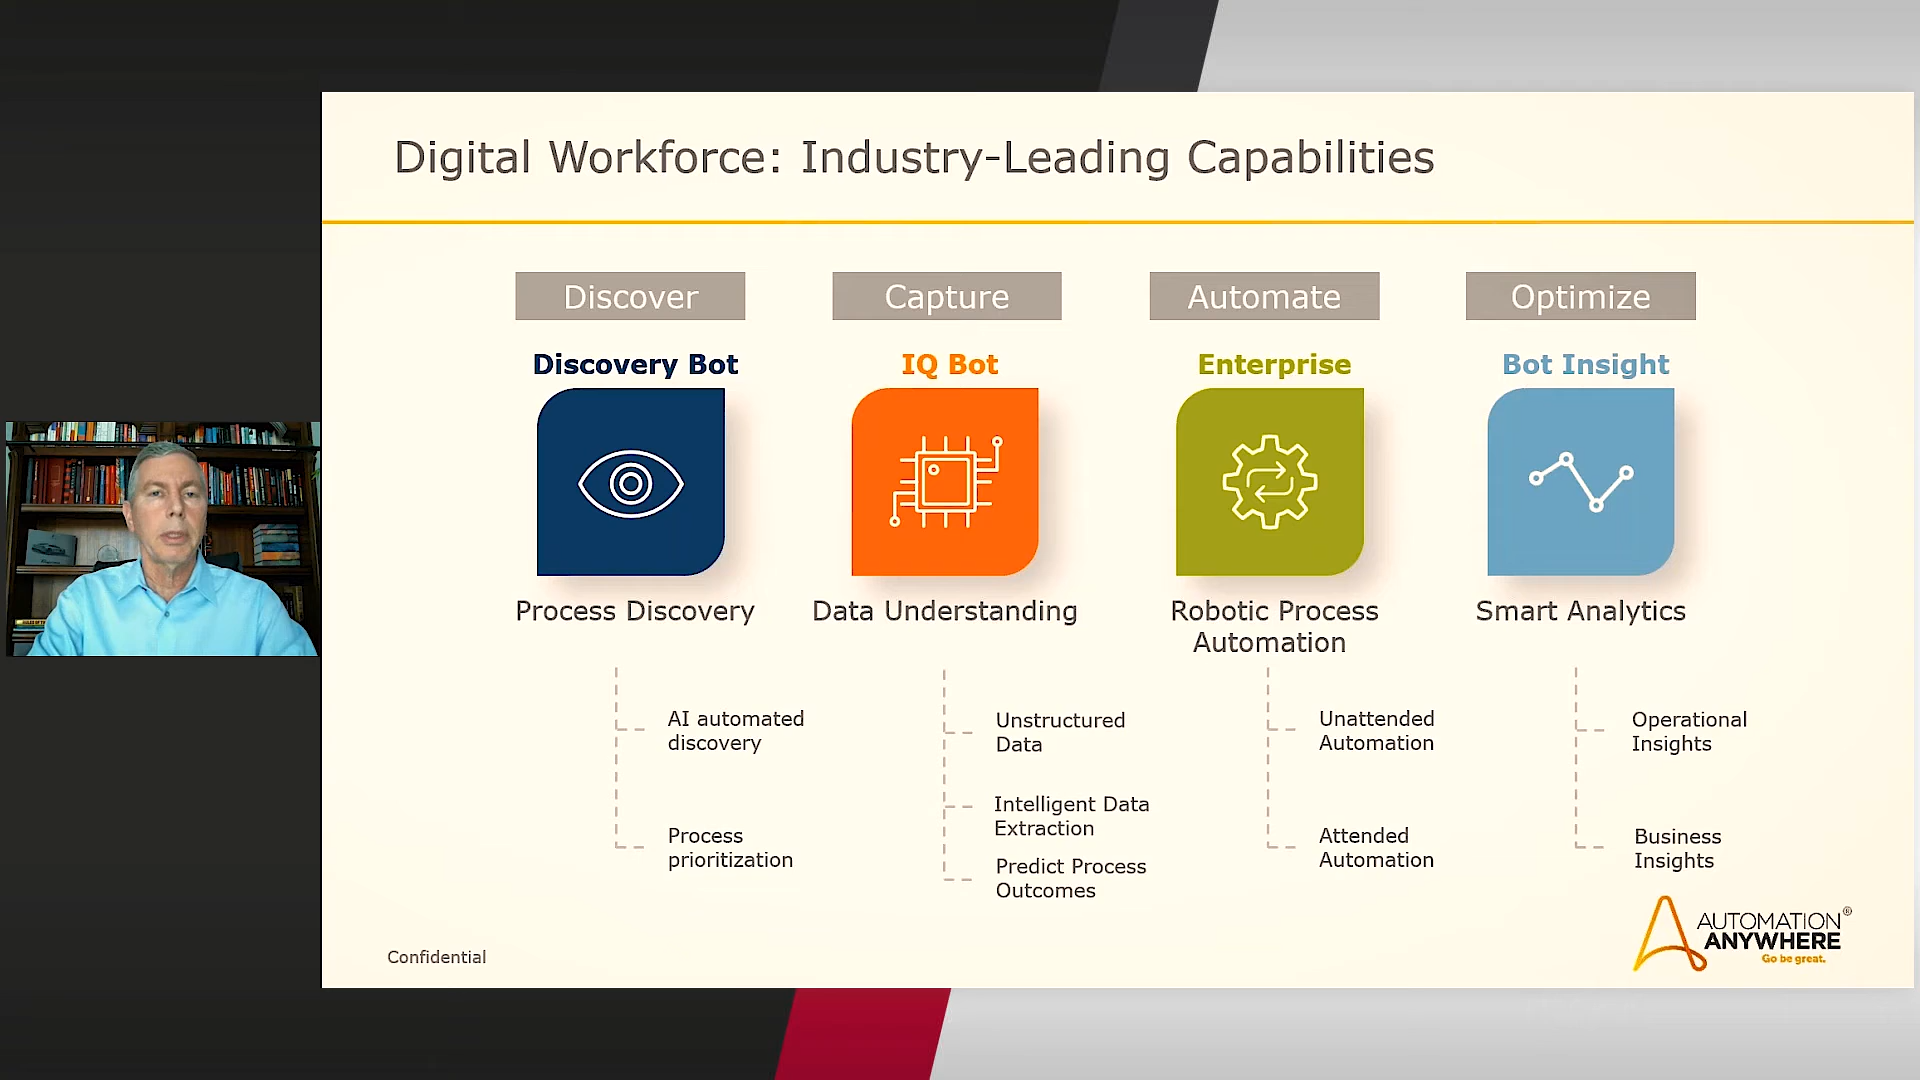 Digital Workforce: Industry-Leading Capabilities
Discover
Capture
Automate
Optimize
Discovery Bot
IQ Bot
Enterprise
Bot Insight
Process Discovery
Data Understanding
Robotic Process
Automation
Smart Analytics
AI automated
discovery
Process
prioritization
Unstructured
Data
Intelligent Data
Extraction
Predict Process
Outcomes
Unattended
Automation
Attended
Automation
Operational
Insights
Business
Insights
Confidential
AUTOMATION®
ANYWHERE
Go be great.